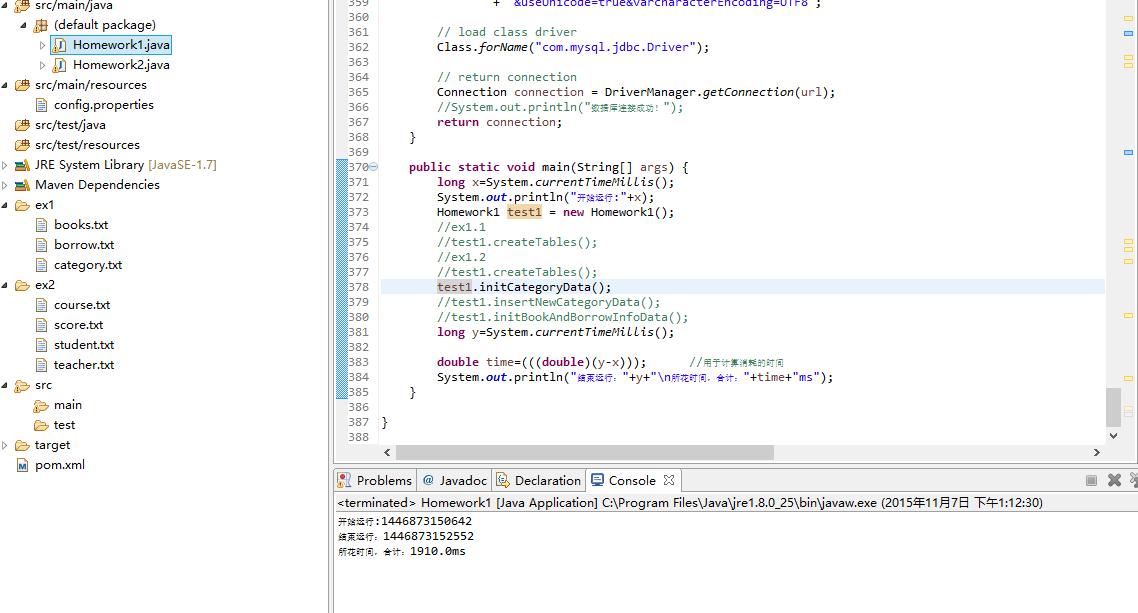 src/main/java
(default package)
Homework1.java
Homework2.java
src/main/resources
config.properties
src/test/java
src/test/resources
JRE System Library [JavaSE-1.7]
Maven Dependencies
ex1
books.txt
borrow.txt
category.txt
ex2
course.txt
score.txt
student.txt
teacher.txt
src
main
test
target
pom.xml
359 + "&useUnicode=true&varcharacterEncoding=UTF8";
360
361 // load class driver
362 Class.forName("com.mysql.jdbc.Driver");
363
364 // return connection
365 Connection connection = DriverManager.getConnection(url);
366 //System.out.println("数据库连接成功！");
367 return connection;
368 }
369
370 public static void main(String[] args) {
371 long x=System.currentTimeMillis();
372 System.out.println("开始运行:"+x);
373 Homework1 test1 = new Homework1();
374 //ex1.1
375 //test1.createTables();
376 //ex1.2
377 //test1.createTables();
378 test1.initCategoryData();
379 //test1.insertNewCategoryData();
380 //test1.initBookAndBorrowInfoData();
381 long y=System.currentTimeMillis();
382
383 double time=(((double)(y-x))); //用于计算消耗的时间
384 System.out.println("结束运行："+y+"\n所花时间，合计："+time+"ms");
385 }
386
387 }
388
Problems @ Javadoc Declaration Console
<terminated> Homework1 [Java Application] C:\Program Files\Java\jre1.8.0_25\bin\javaw.exe (2015年11月7日 下午1:12:30)
开始运行:1446873150642
结束运行：1446873152552
所花时间，合计：1910.0ms